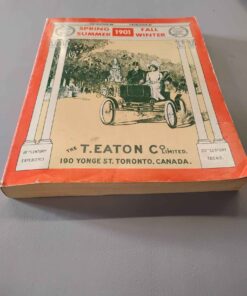 SPRING 1901 FALL
SUMMER WINTER
THE T. EATON CO. LIMITED.
190 YONGE ST. TORONTO, CANADA.